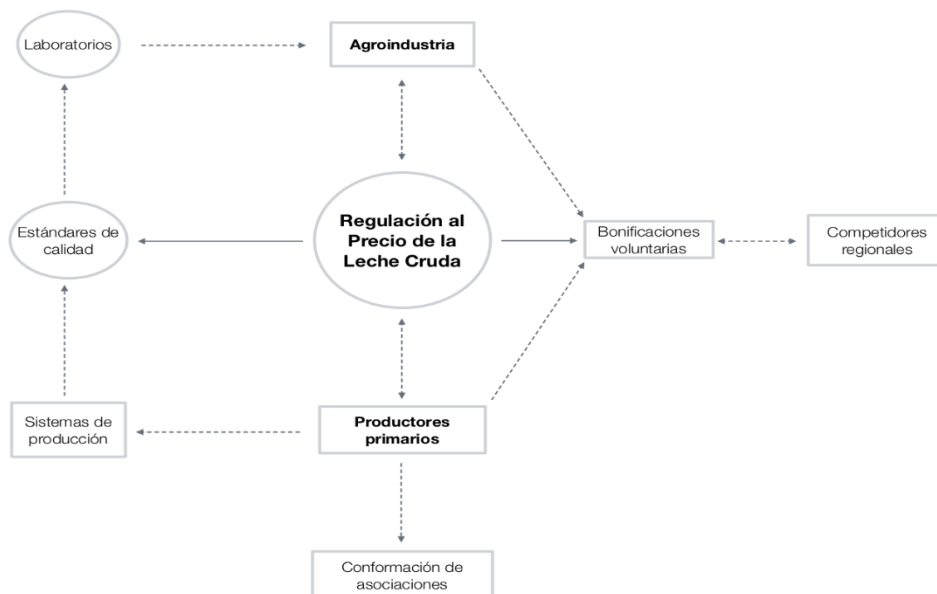 Laboratorios
Agroindustria
Regulación al
Precio de la
Leche Cruda
Estándares de
calidad
Bonificaciones
voluntarias
Competidores
regionales
Sistemas de
producción
Productores
primarios
Conformación de
asociaciones